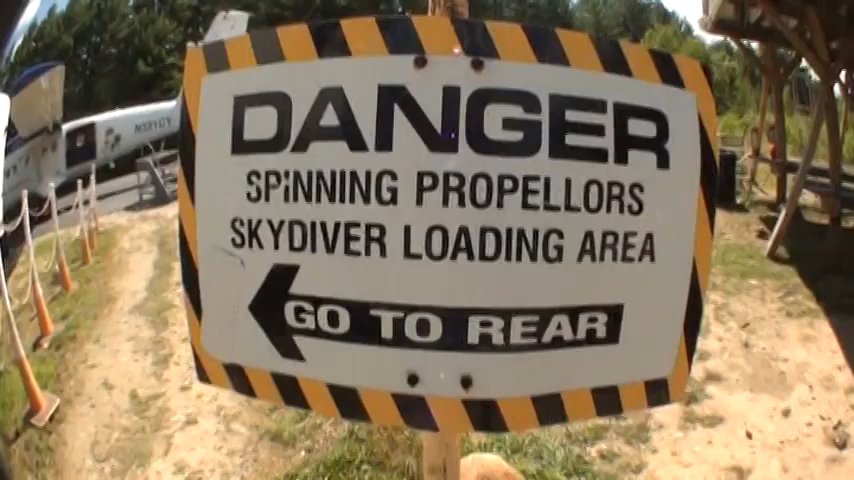 DANGER
SPINNING PROPELLORS
SKYDIVER LOADING AREA
GO TO REAR